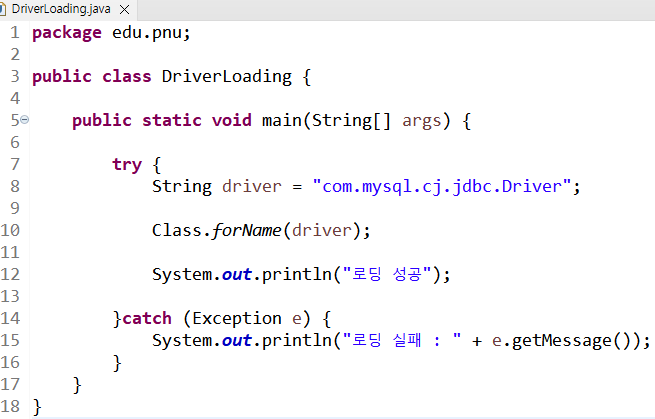 DriverLoading.java
1 package edu.pnu;
2
3 public class DriverLoading {
4
5 public static void main(String[] args) {
6
7 try {
8 String driver = "com.mysql.cj.jdbc.Driver";
9
10 Class.forName(driver);
11
12 System.out.println("로딩 성공");
13
14 }catch (Exception e) {
15 System.out.println("로딩 실패 : " + e.getMessage());
16 }
17 }
18 }